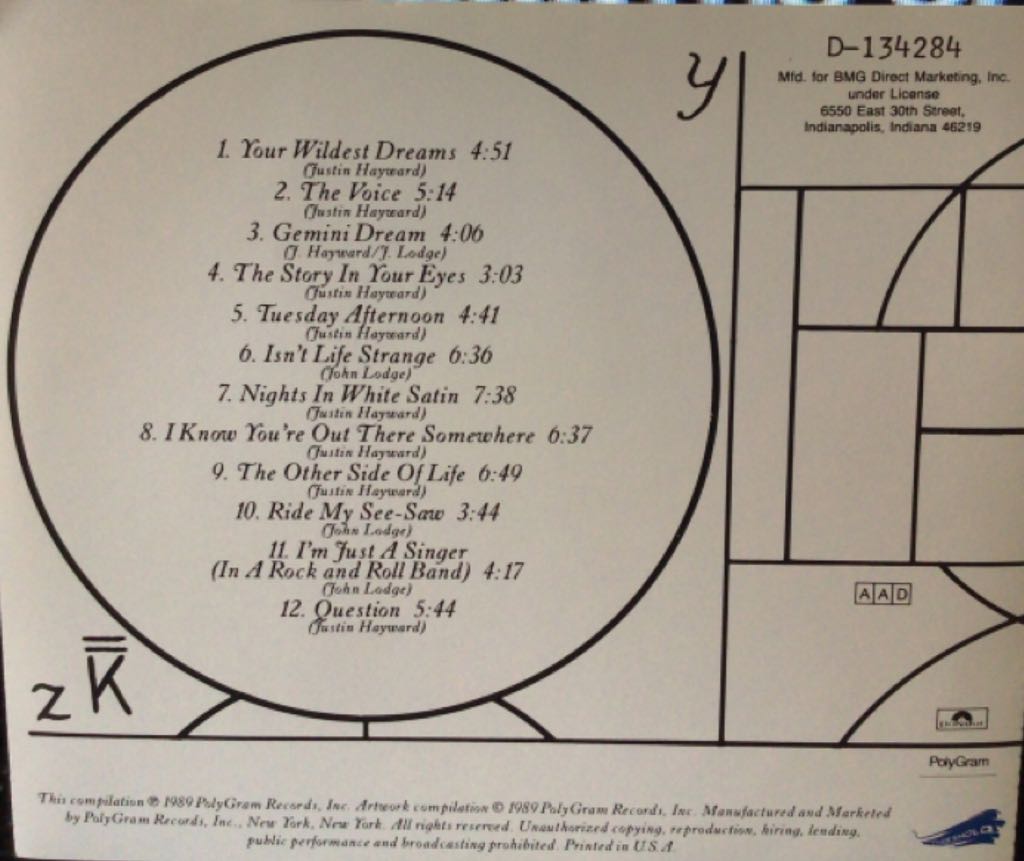 y
D-134284
Mfd. for BMG Direct Marketing, Inc.
under License
6550 East 30th Street,
Indianapolis, Indiana 46219
1. Your Wildest Dreams 4:51
(Justin Hayward)
2. The Voice 5:14
(Justin Hayward)
3. Gemini Dream 4:06
(J. Hayward/J. Lodge)
4. The Story In Your Eyes 3:03
(Justin Hayward)
5. Tuesday Afternoon 4:41
(Justin Hayward)
6. Isn't Life Strange 6:36
(John Lodge)
7. Nights In White Satin 7:38
(Justin Hayward)
8. I Know You're Out There Somewhere 6:37
(Justin Hayward)
9. The Other Side Of Life 6:49
(Justin Hayward)
10. Ride My See-Saw 3:44
(John Lodge)
11. I'm Just A Singer
(In A Rock and Roll Band) 4:17
(John Lodge)
12. Question 5:44
(Justin Hayward)
AAD
z K
PolyGram
This compilation ℗ 1989 PolyGram Records, Inc. Artwork compilation © 1989 PolyGram Records, Inc. Manufactured and Marketed
by PolyGram Records, Inc., New York, New York. All rights reserved. Unauthorized copying, reproduction, hiring, lending,
public performance and broadcasting prohibited. Printed in U.S.A.